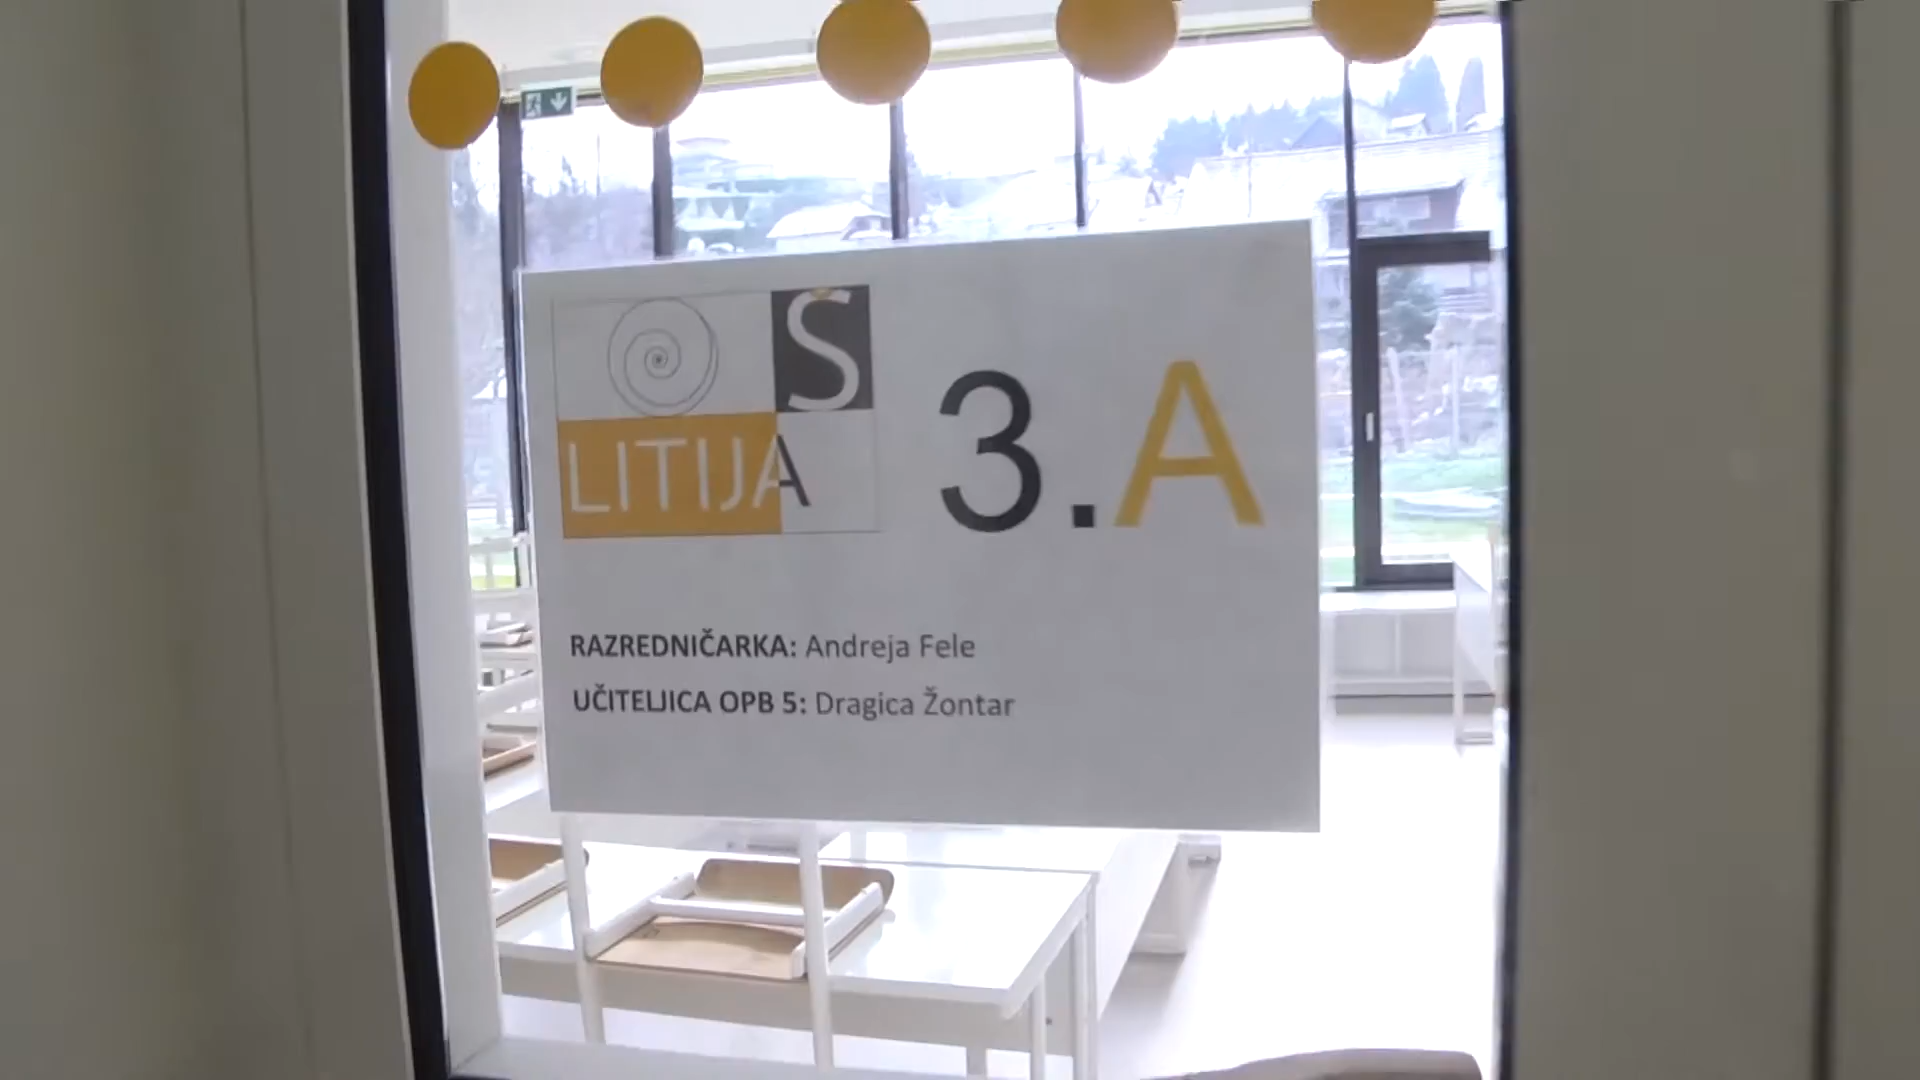 OŠ
LITIJA
3.A
RAZREDNIČARKA: Andreja Fele
UČITELJICA OPB 5: Dragica Žontar